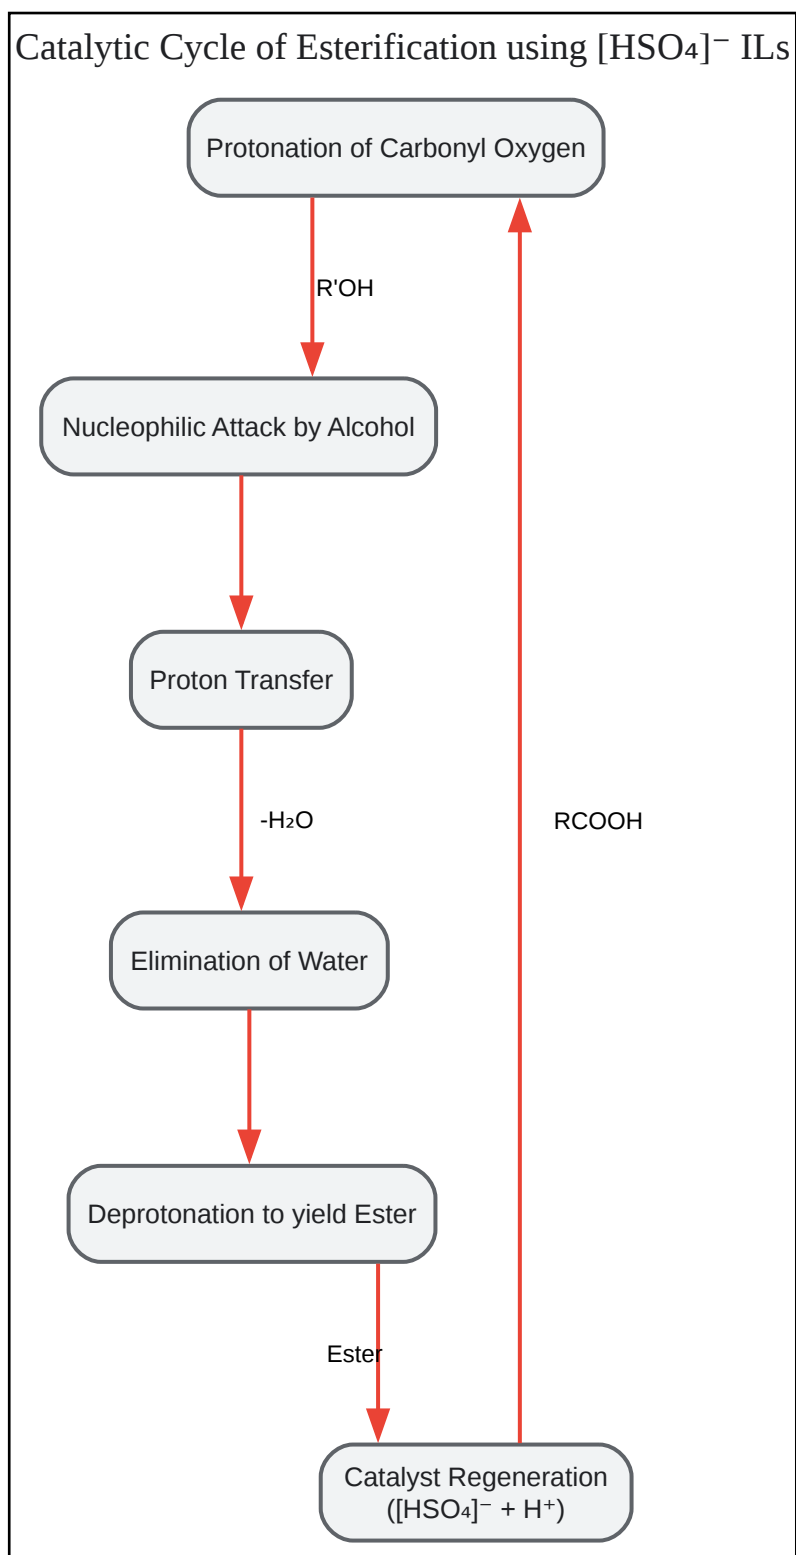 Catalytic Cycle of Esterification using [HSO₄]⁻ ILs
Protonation of Carbonyl Oxygen
R'OH
Nucleophilic Attack by Alcohol
Proton Transfer
-H₂O
RCOOH
Elimination of Water
Deprotonation to yield Ester
Ester
Catalyst Regeneration
([HSO₄]⁻ + H⁺)